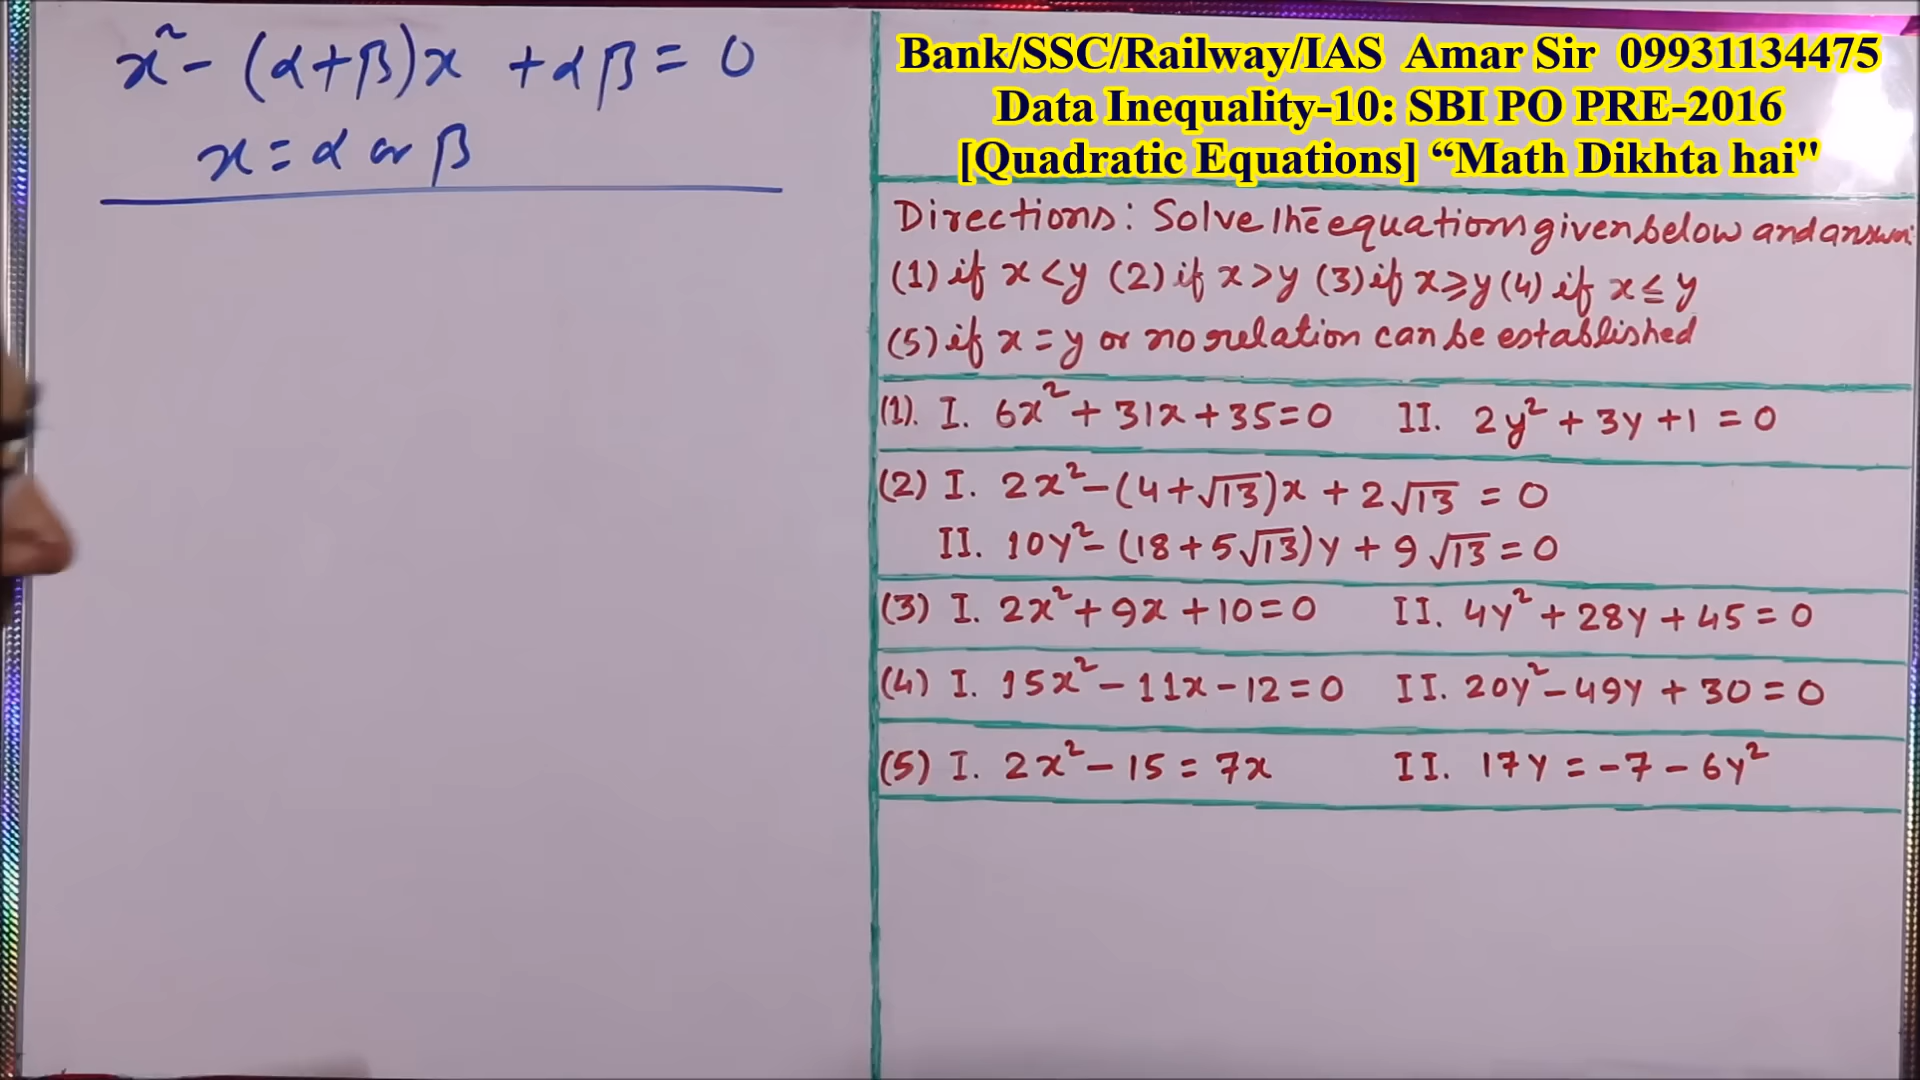 x² - (α+β)x + αβ = 0
x = α or β
Bank/SSC/Railway/IAS Amar Sir 09931134475
Data Inequality-10: SBI PO PRE-2016
[Quadratic Equations] “Math Dikhta hai"
Directions: Solve the equations given below and answer:
(1) if x < y (2) if x > y (3) if x ⩾ y (4) if x ≤ y
(5) if x = y or no relation can be established
(1). I. 6x² + 31x + 35 = 0 II. 2y² + 3y + 1 = 0
(2) I. 2x² - (4 + √13)x + 2√13 = 0
II. 10y² - (18 + 5√13)y + 9√13 = 0
(3) I. 2x² + 9x + 10 = 0 II. 4y² + 28y + 45 = 0
(4) I. 15x² - 11x - 12 = 0 II. 20y² - 49y + 30 = 0
(5) I. 2x² - 15 = 7x II. 17y = -7 - 6y²